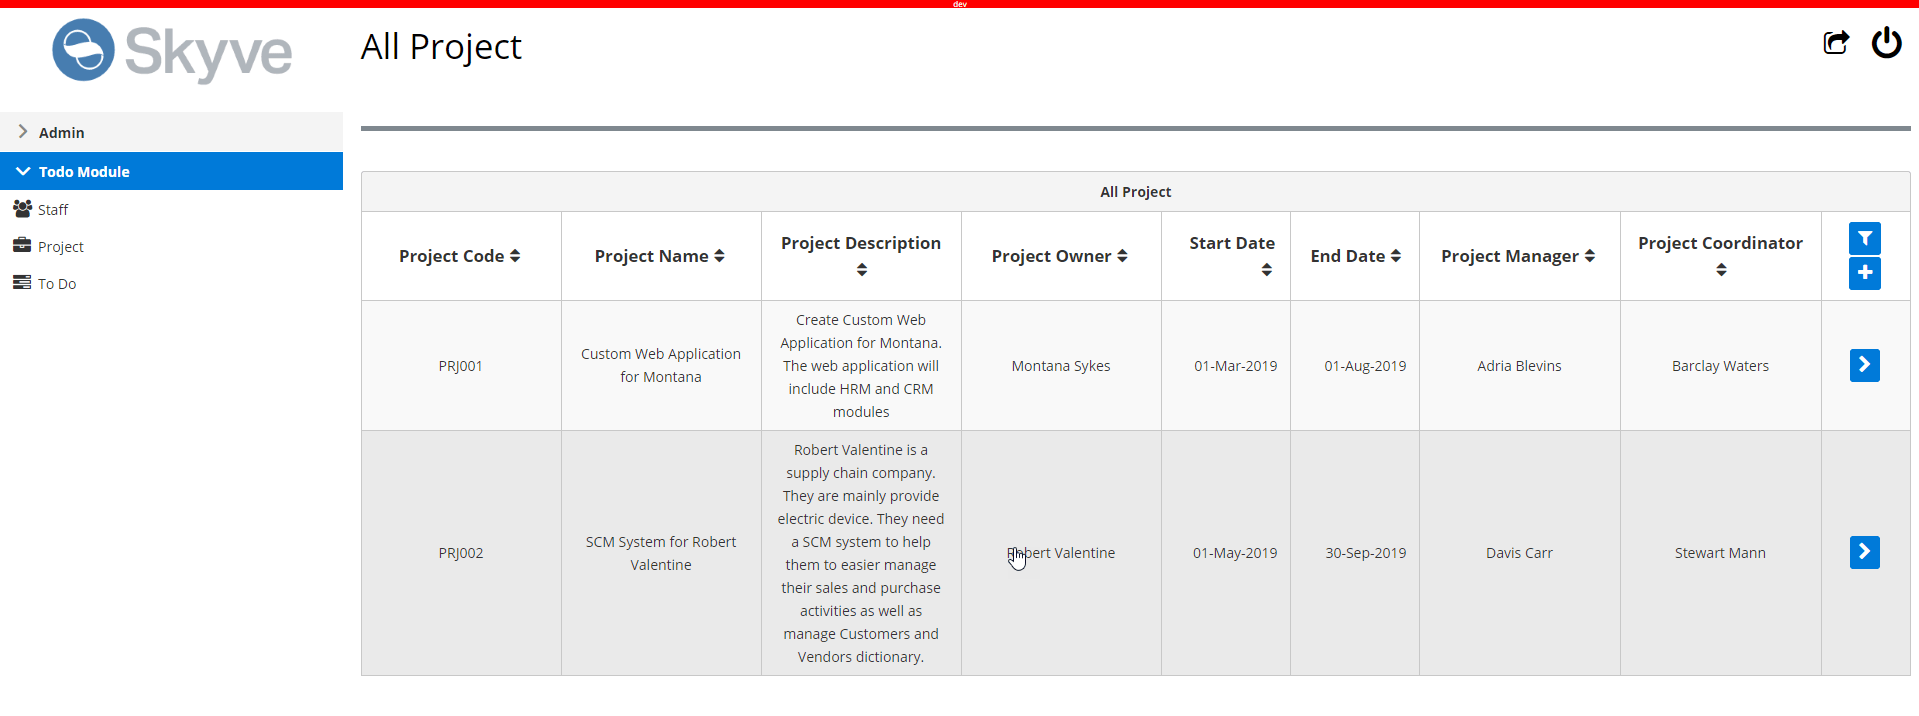 dev
Skyve
All Project
Admin
Todo Module
Staff
Project
To Do
All Project
Project Code
Project Name
Project Description
Project Owner
Start Date
End Date
Project Manager
Project Coordinator
PRJ001
Custom Web Application
for Montana
Create Custom Web
Application for Montana.
The web application will
include HRM and CRM
modules
Montana Sykes
01-Mar-2019
01-Aug-2019
Adria Blevins
Barclay Waters
PRJ002
SCM System for Robert
Valentine
Robert Valentine is a
supply chain company.
They are mainly provide
electric device. They need
a SCM system to help
them to easier manage
their sales and purchase
activities as well as
manage Customers and
Vendors dictionary.
Robert Valentine
01-May-2019
30-Sep-2019
Davis Carr
Stewart Mann